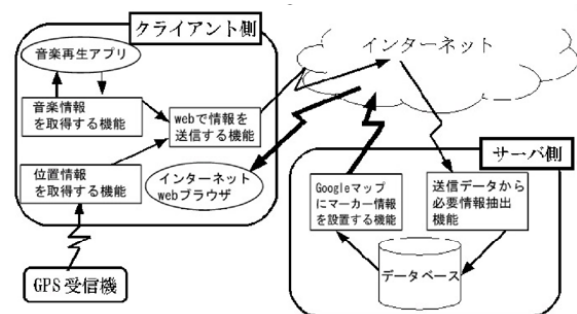 クライアント側
音楽再生アプリ
音楽情報
を取得する機能
webで情報を
送信する機能
位置情報
を取得する機能
インターネット
webブラウザ
GPS受信機
インターネット
サーバ側
Googleマップ
にマーカー情報
を設置する機能
送信データから
必要情報抽出
機能
データベース